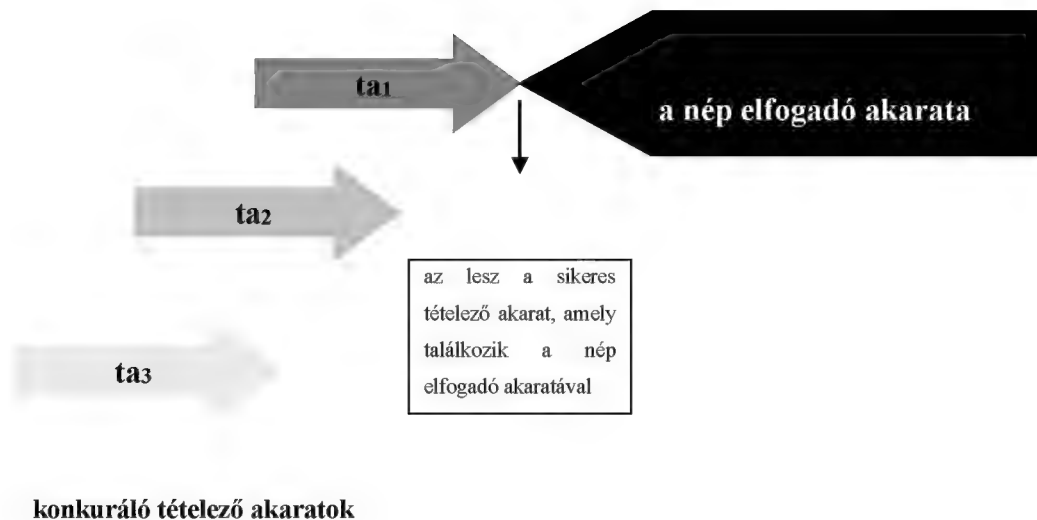 ta1
a nép elfogadó akarata
ta2
az lesz a sikeres
tételező akarat, amely
találkozik a nép
elfogadó akaratával
ta3
konkuráló tételező akaratok